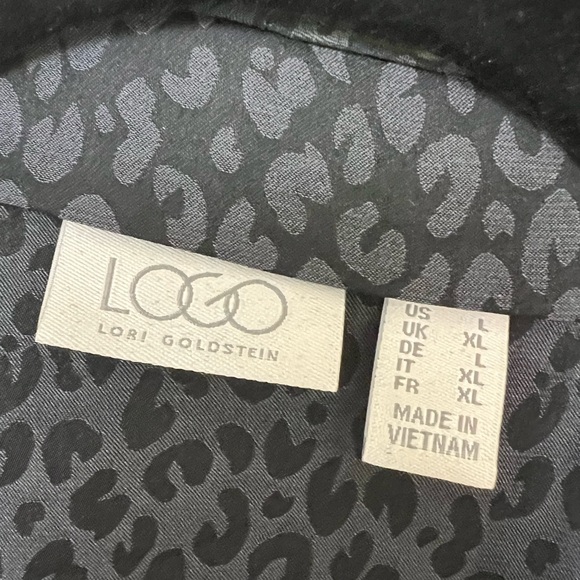 LOGO
LORI GOLDSTEIN
US L
UK XL
DE L
IT XL
FR XL
MADE IN
VIETNAM